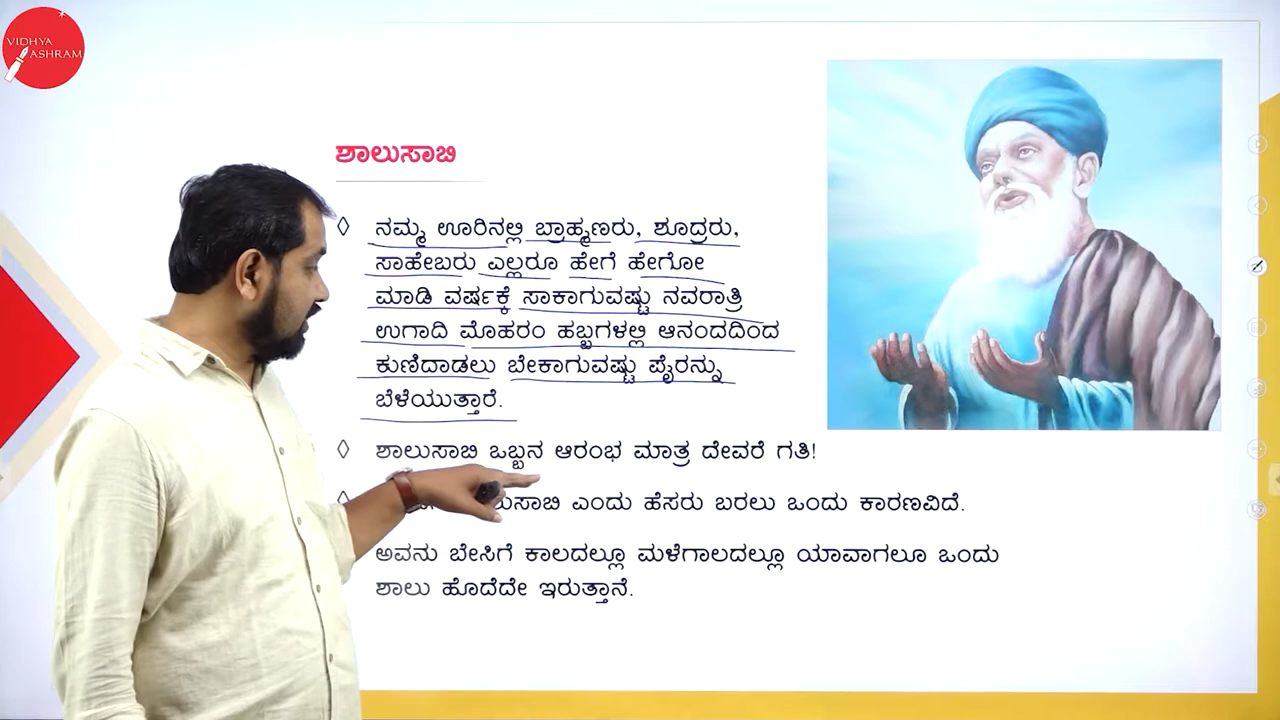 VIDHYA
ASHRAM
ಶಾಲುಸಾಬಿ
ನಮ್ಮ ಊರಿನಲ್ಲಿ ಬ್ರಾಹ್ಮಣರು, ಶೂದ್ರರು,
ಸಾಹೇಬರು ಎಲ್ಲರೂ ಹೇಗೆ ಹೇಗೋ
ಮಾಡಿ ವರ್ಷಕ್ಕೆ ಸಾಕಾಗುವಷ್ಟು ನವರಾತ್ರಿ
ಉಗಾದಿ ಮೊಹರಂ ಹಬ್ಬಗಳಲ್ಲಿ ಆನಂದದಿಂದ
ಕುಣಿದಾಡಲು ಬೇಕಾಗುವಷ್ಟು ಪೈರನ್ನು
ಬೆಳೆಯುತ್ತಾರೆ.
ಶಾಲುಸಾಬಿ ಒಬ್ಬನ ಆರಂಭ ಮಾತ್ರ ದೇವರೆ ಗತಿ!
ಎಂದು ಹೆಸರು ಬರಲು ಒಂದು ಕಾರಣವಿದೆ.
ಅವನು ಬೇಸಿಗೆ ಕಾಲದಲ್ಲೂ ಮಳೆಗಾಲದಲ್ಲೂ ಯಾವಾಗಲೂ ಒಂದು
ಶಾಲು ಹೊದೆದೇ ಇರುತ್ತಾನೆ.